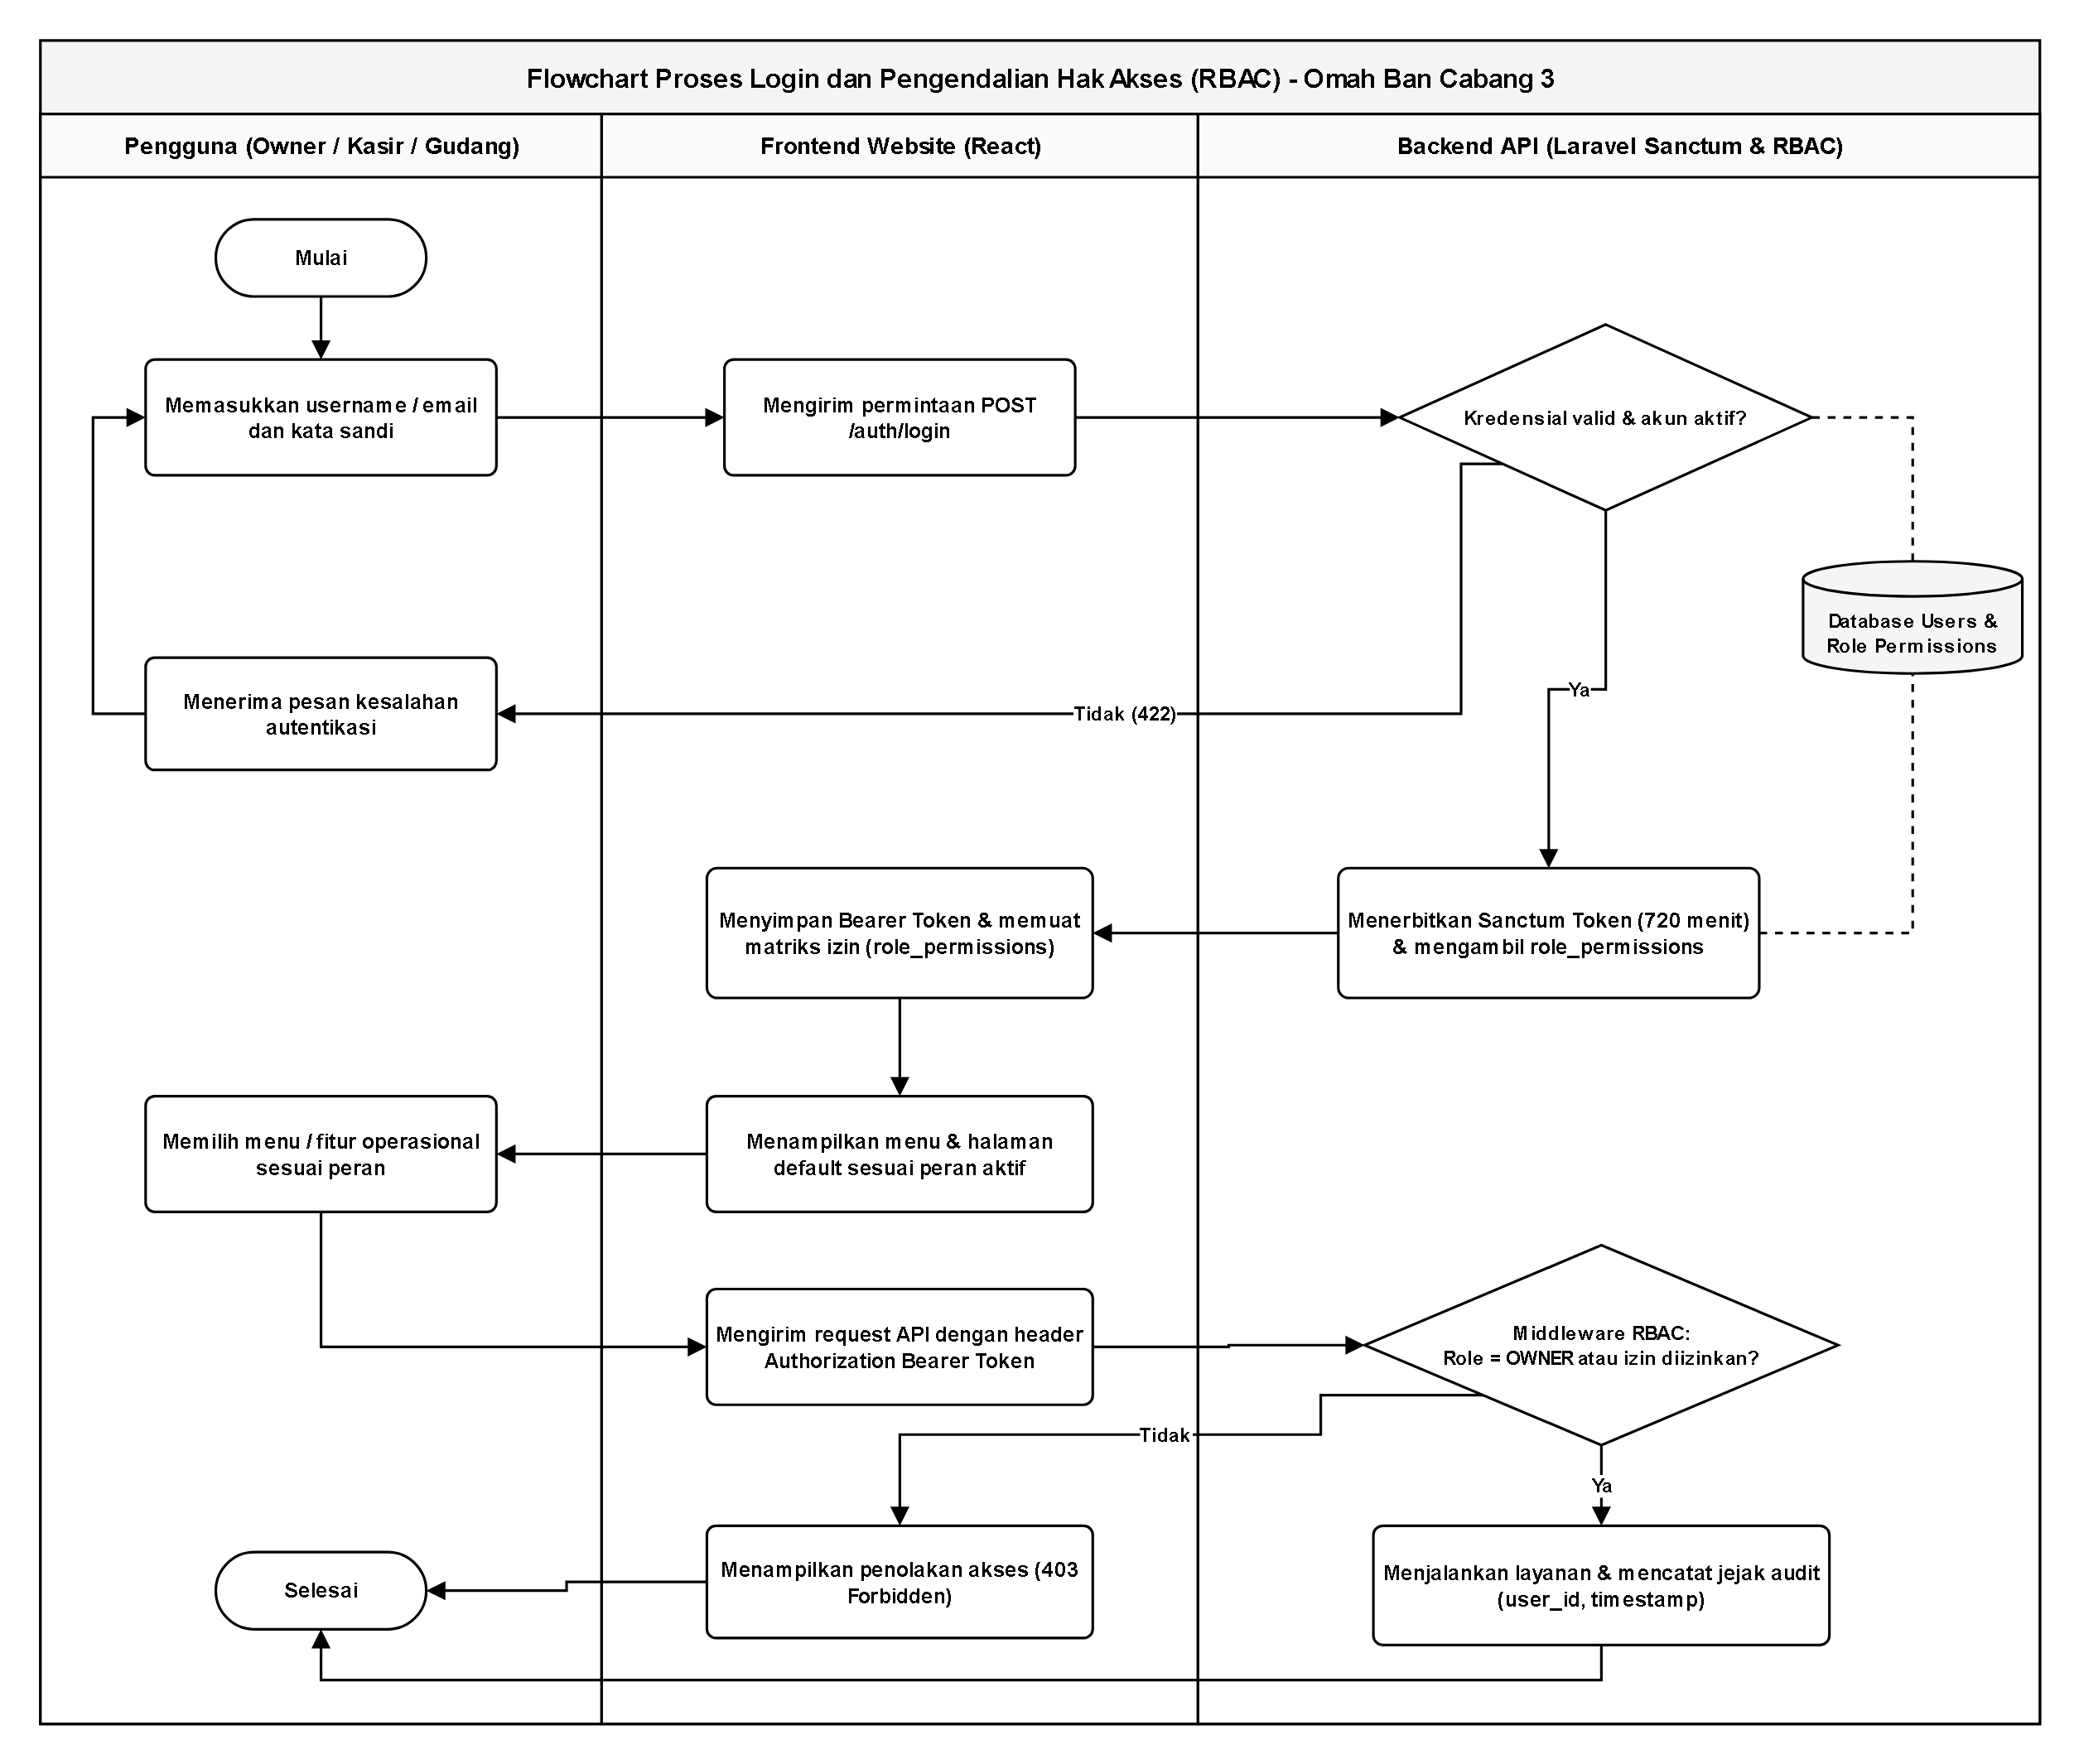 Flowchart Proses Login dan Pengendalian Hak Akses (RBAC) - Omah Ban Cabang 3
Pengguna (Owner / Kasir / Gudang)
Frontend Website (React)
Backend API (Laravel Sanctum & RBAC)
Mulai
Memasukkan username / email
dan kata sandi
Mengirim permintaan POST
/auth/login
Kredensial valid & akun aktif?
Database Users &
Role Permissions
Ya
Tidak (422)
Menerima pesan kesalahan
autentikasi
Menerbitkan Sanctum Token (720 menit)
& mengambil role_permissions
Menyimpan Bearer Token & memuat
matriks izin (role_permissions)
Menampilkan menu & halaman
default sesuai peran aktif
Memilih menu / fitur operasional
sesuai peran
Mengirim request API dengan header
Authorization Bearer Token
Middleware RBAC:
Role = OWNER atau izin diizinkan?
Tidak
Ya
Menampilkan penolakan akses (403
Forbidden)
Menjalankan layanan & mencatat jejak audit
(user_id, timestamp)
Selesai